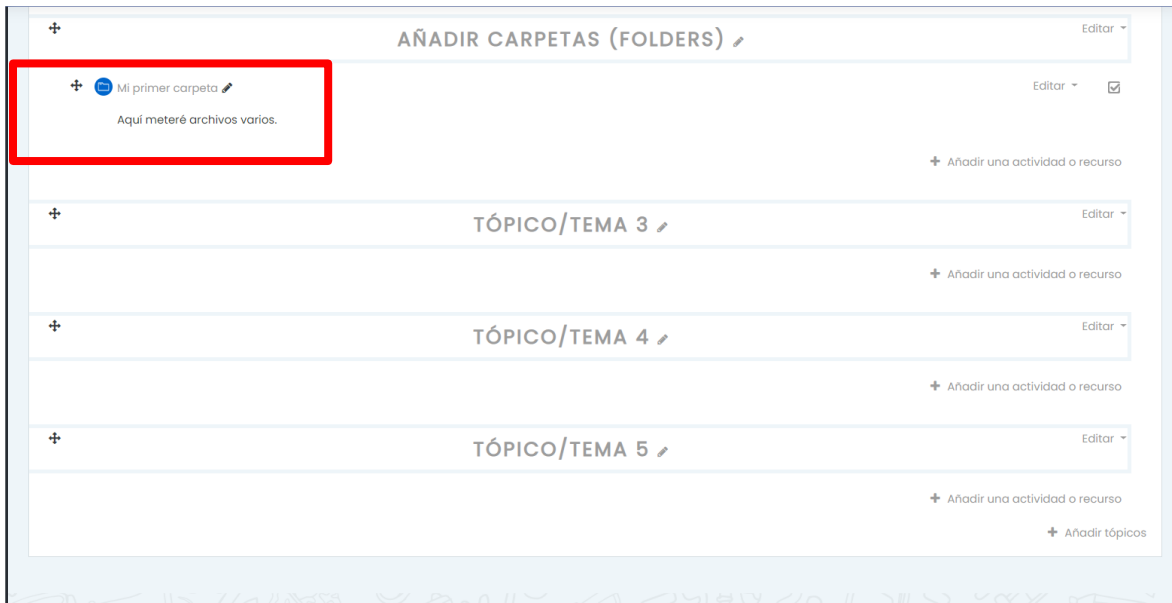 AÑADIR CARPETAS (FOLDERS)
Editar
Mi primer carpeta
Editar
Aquí meteré archivos varios.
Añadir una actividad o recurso
TÓPICO/TEMA 3
Editar
Añadir una actividad o recurso
TÓPICO/TEMA 4
Editar
Añadir una actividad o recurso
TÓPICO/TEMA 5
Editar
Añadir una actividad o recurso
Añadir tópicos